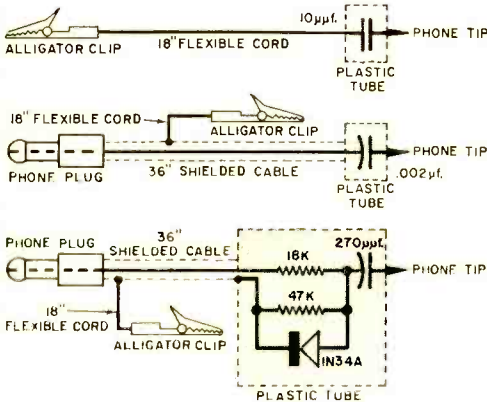 10µµf.
ALLIGATOR CLIP
18" FLEXIBLE CORD
PHONE TIP
PLASTIC
TUBE
18" FLEXIBLE CORD
ALLIGATOR CLIP
PHONE PLUG
36" SHIELDED CABLE
PHONE TIP
.002µf.
PLASTIC
TUBE
PHONE PLUG
36"
SHIELDED CABLE
270µµf.
18K
PHONE TIP
47K
18"
FLEXIBLE CORD
ALLIGATOR CLIP
1N34A
PLASTIC TUBE